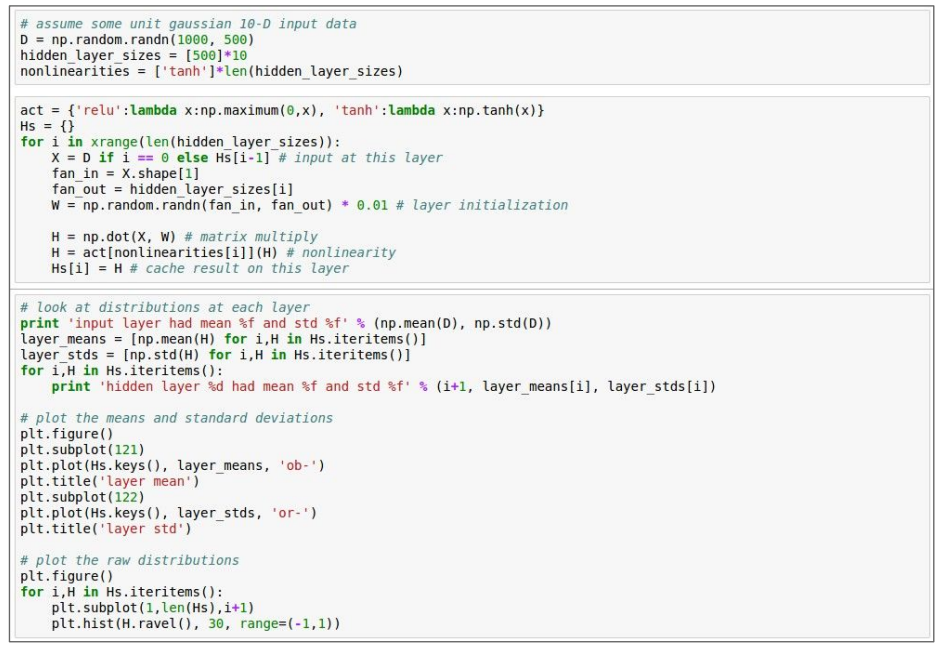 # assume some unit gaussian 10-D input data
D = np.random.randn(1000, 500)
hidden_layer_sizes = [500]*10
nonlinearities = ['tanh']*len(hidden_layer_sizes)

act = {'relu':lambda x:np.maximum(0,x), 'tanh':lambda x:np.tanh(x)}
Hs = {}
for i in xrange(len(hidden_layer_sizes)):
    X = D if i == 0 else Hs[i-1] # input at this layer
    fan_in = X.shape[1]
    fan_out = hidden_layer_sizes[i]
    W = np.random.randn(fan_in, fan_out) * 0.01 # layer initialization

    H = np.dot(X, W) # matrix multiply
    H = act[nonlinearities[i]](H) # nonlinearity
    Hs[i] = H # cache result on this layer

# look at distributions at each layer
print 'input layer had mean %f and std %f' % (np.mean(D), np.std(D))
layer_means = [np.mean(H) for i,H in Hs.iteritems()]
layer_stds = [np.std(H) for i,H in Hs.iteritems()]
for i,H in Hs.iteritems():
    print 'hidden layer %d had mean %f and std %f' % (i+1, layer_means[i], layer_stds[i])

# plot the means and standard deviations
plt.figure()
plt.subplot(121)
plt.plot(Hs.keys(), layer_means, 'ob-')
plt.title('layer mean')
plt.subplot(122)
plt.plot(Hs.keys(), layer_stds, 'or-')
plt.title('layer std')

# plot the raw distributions
plt.figure()
for i,H in Hs.iteritems():
    plt.subplot(1,len(Hs),i+1)
    plt.hist(H.ravel(), 30, range=(-1,1))